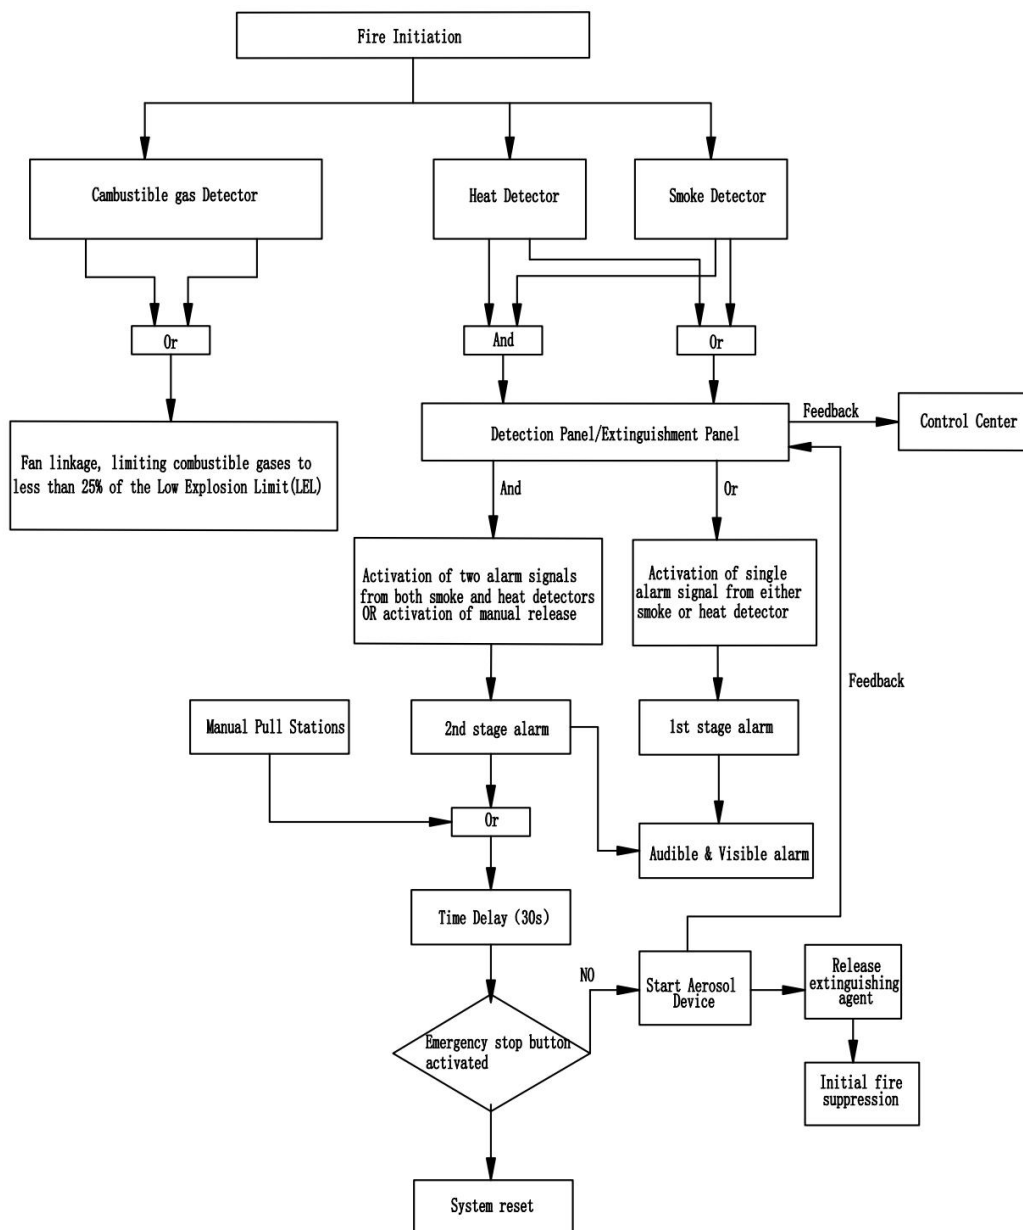 Fire Initiation
Cambustible gas Detector
Heat Detector
Smoke Detector
Or
And
Or
Fan linkage, limiting combustible gases to
less than 25% of the Low Explosion Limit(LEL)
Detection Panel/Extinguishment Panel
Feedback
Control Center
And
Or
Activation of two alarm signals
from both smoke and heat detectors
OR activation of manual release
Activation of single
alarm signal from either
smoke or heat detector
Feedback
Manual Pull Stations
2nd stage alarm
1st stage alarm
Or
Audible & Visible alarm
Time Delay (30s)
NO
Start Aerosol
Device
Release
extinguishing
agent
Emergency stop button
activated
Initial fire
suppression
System reset